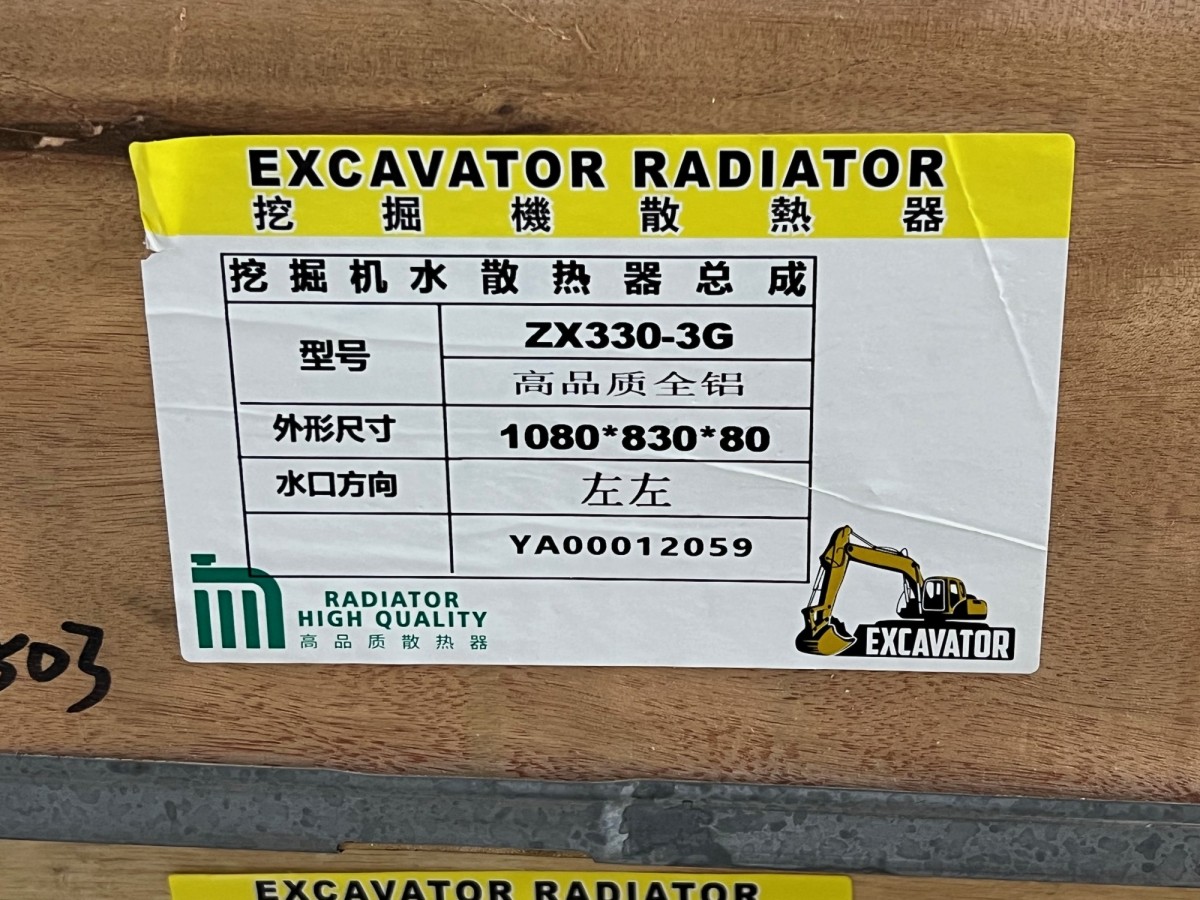 EXCAVATOR RADIATOR
挖掘機散熱器
挖掘机水散热器总成
型号
ZX330-3G
高品质全铝
外形尺寸 1080*830*80
水口方向 左左
YA00012059
RADIATOR
HIGH QUALITY
高品质散热器
EXCAVATOR
503
EXCAVATOR RADIATOR